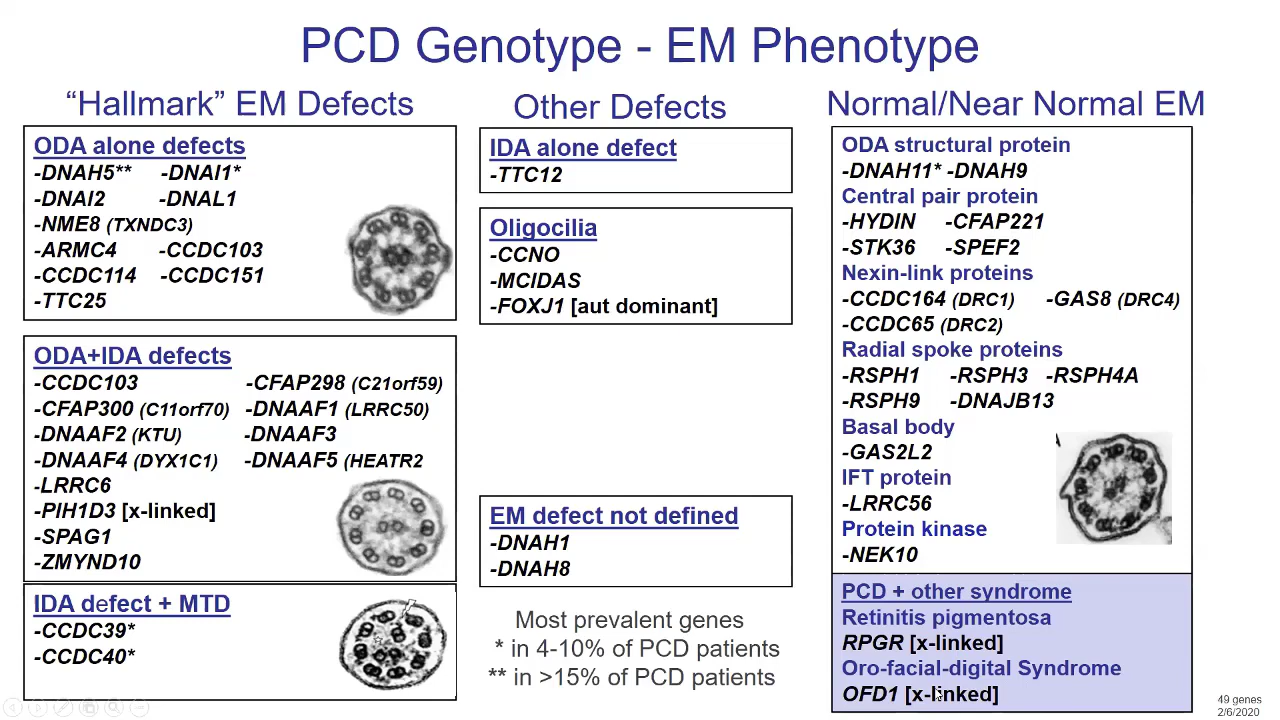 PCD Genotype - EM Phenotype
“Hallmark” EM Defects
ODA alone defects
-DNAH5** -DNAI1*
-DNAI2 -DNAL1
-NME8 (TXNDC3)
-ARMC4 -CCDC103
-CCDC114 -CCDC151
-TTC25
ODA+IDA defects
-CCDC103 -CFAP298 (C21orf59)
-CFAP300 (C11orf70) -DNAAF1 (LRRC50)
-DNAAF2 (KTU) -DNAAF3
-DNAAF4 (DYX1C1) -DNAAF5 (HEATR2
-LRRC6
-PIH1D3 [x-linked]
-SPAG1
-ZMYND10
IDA defect + MTD
-CCDC39*
-CCDC40*
Other Defects
IDA alone defect
-TTC12
Oligocilia
-CCNO
-MCIDAS
-FOXJ1 [aut dominant]
EM defect not defined
-DNAH1
-DNAH8
Most prevalent genes
* in 4-10% of PCD patients
** in >15% of PCD patients
Normal/Near Normal EM
ODA structural protein
-DNAH11* -DNAH9
Central pair protein
-HYDIN -CFAP221
-STK36 -SPEF2
Nexin-link proteins
-CCDC164 (DRC1) -GAS8 (DRC4)
-CCDC65 (DRC2)
Radial spoke proteins
-RSPH1 -RSPH3 -RSPH4A
-RSPH9 -DNAJB13
Basal body
-GAS2L2
IFT protein
-LRRC56
Protein kinase
-NEK10
PCD + other syndrome
Retinitis pigmentosa
RPGR [x-linked]
Oro-facial-digital Syndrome
OFD1 [x-linked]
49 genes
2/6/2020